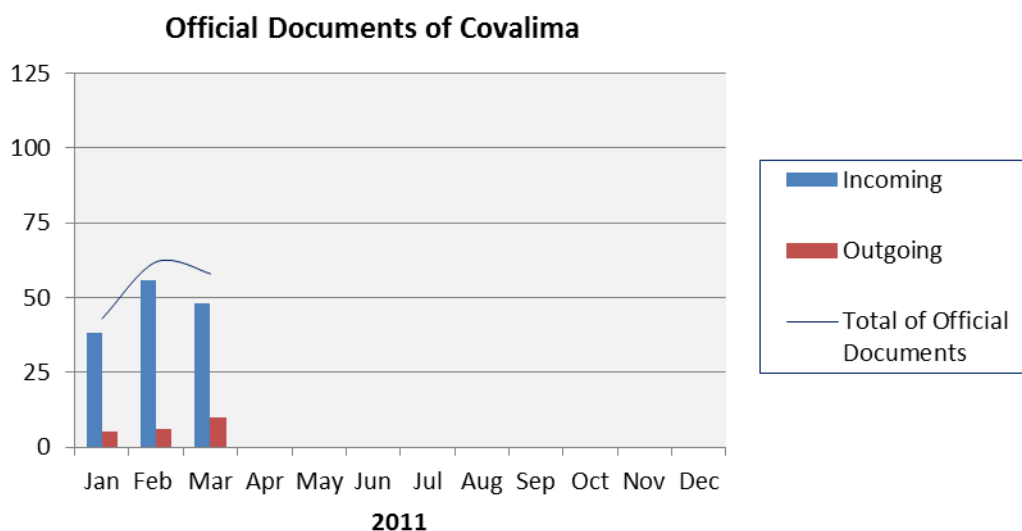 Official Documents of Covalima
125
100
75
50
25
0
Jan Feb Mar Apr May Jun Jul Aug Sep Oct Nov Dec
2011
Incoming
Outgoing
Total of Official
Documents